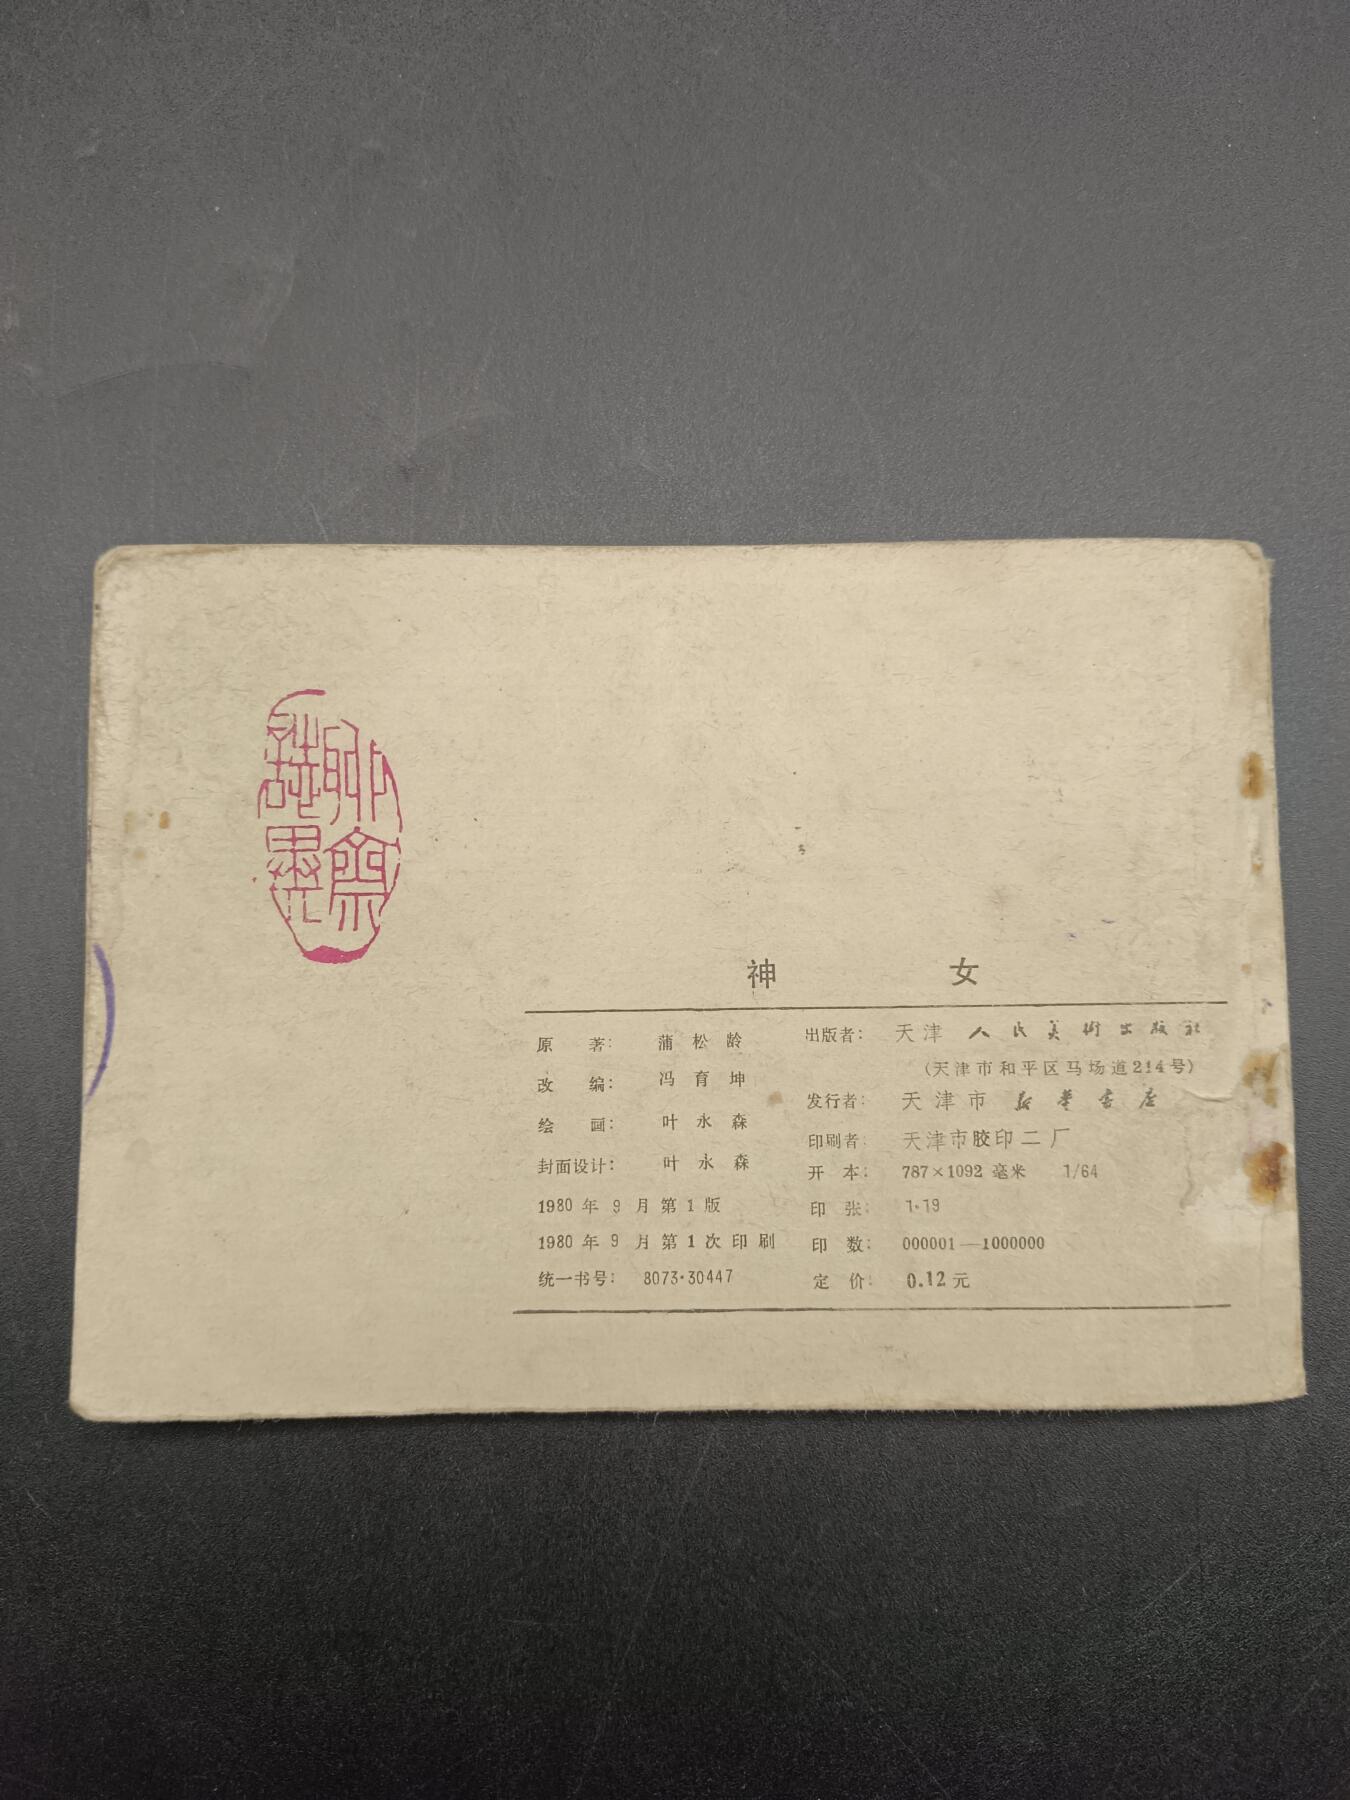 聊齋誌異
神 女
原 著： 蒲 松 龄
改 编： 冯 育 坤
绘 画： 叶 永 森
封面设计： 叶 永 森
1980 年 9 月 第 1 版
1980 年 9 月 第 1 次 印 刷
统一书号： 8073·30447
出版者： 天津 人民美术出版社
（天津市和平区马场道214号）
发行者： 天津市 新华书店
印刷者： 天津市胶印二厂
开 本： 787×1092 毫米 1/64
印 张： 1·19
印 数： 000001—1000000
定 价： 0.12 元